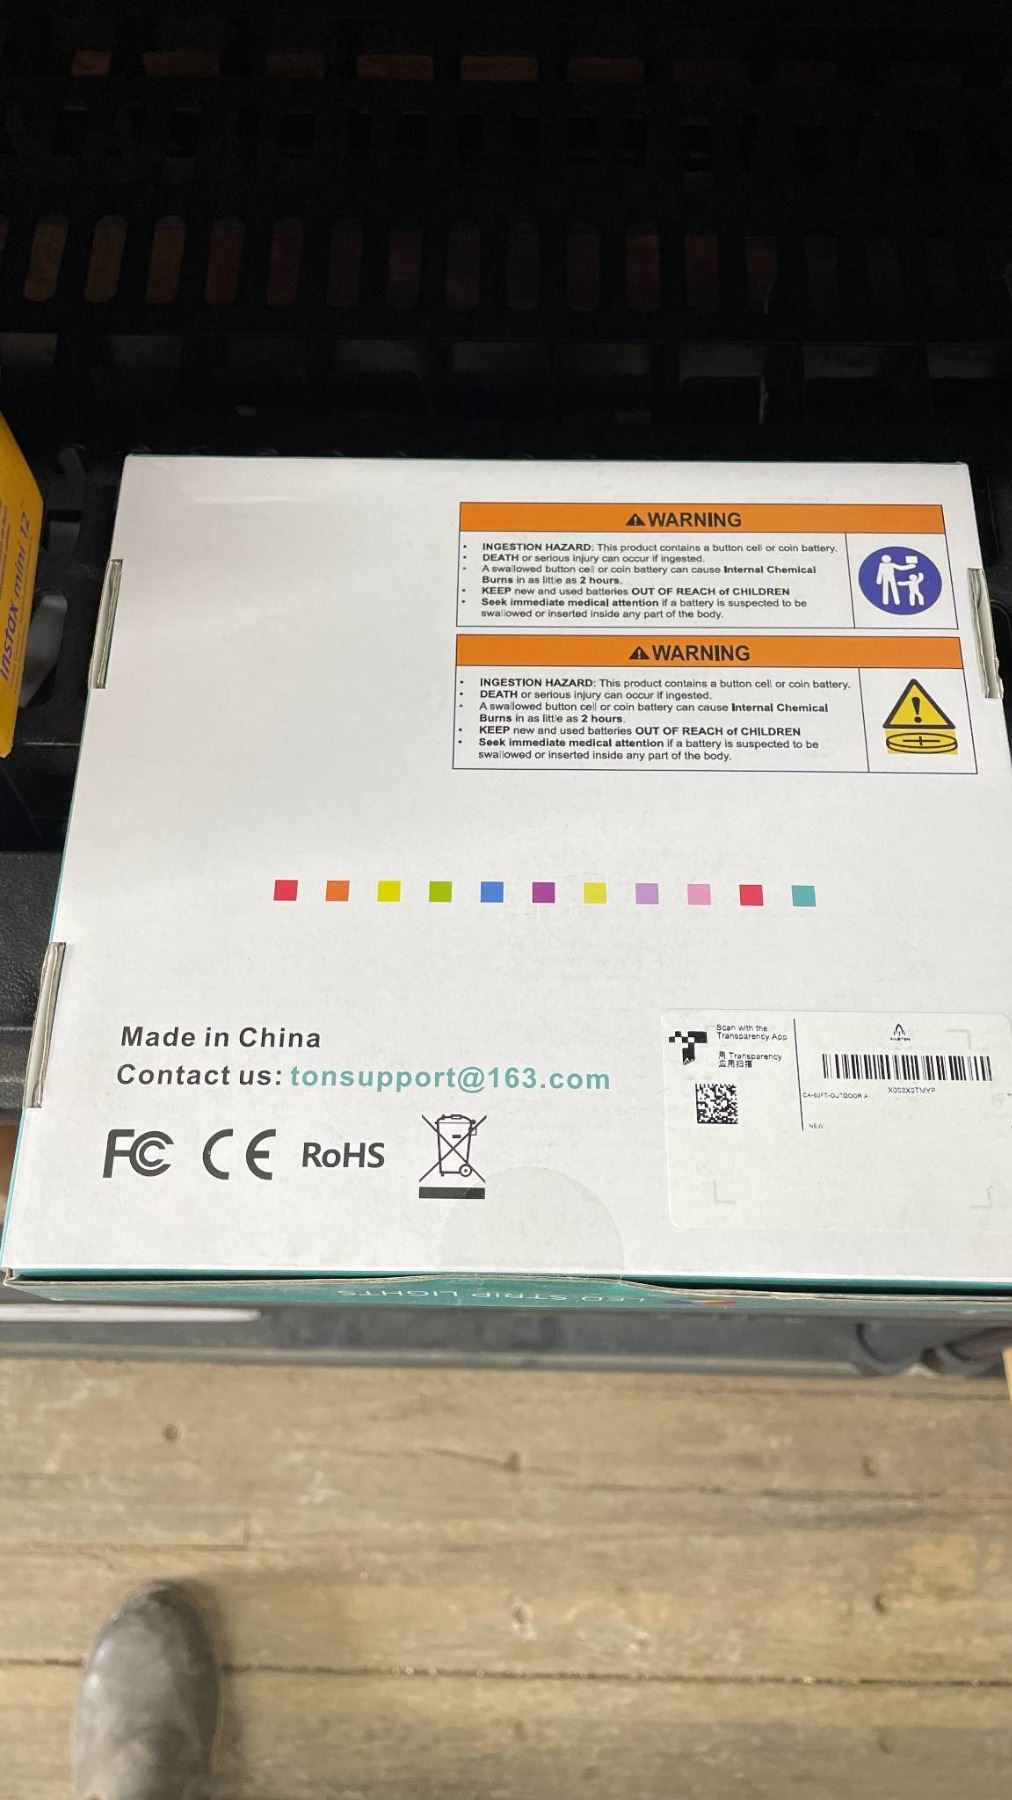 instax mini 12
WARNING
INGESTION HAZARD: This product contains a button cell or coin battery.
DEATH or serious injury can occur if ingested.
A swallowed button cell or coin battery can cause Internal Chemical
Burns in as little as 2 hours.
KEEP new and used batteries OUT OF REACH of CHILDREN
Seek immediate medical attention if a battery is suspected to be
swallowed or inserted inside any part of the body.
WARNING
INGESTION HAZARD: This product contains a button cell or coin battery.
DEATH or serious injury can occur if ingested.
A swallowed button cell or coin battery can cause Internal Chemical
Burns in as little as 2 hours.
KEEP new and used batteries OUT OF REACH of CHILDREN
Seek immediate medical attention if a battery is suspected to be
swallowed or inserted inside any part of the body.
Made in China
Contact us: tonsupport@163.com
FC CE RoHS
Scan with the
Transparency App
用 Transparency
应用扫描
X003X0TMYP
NEW
LED STRIP LIGHTS